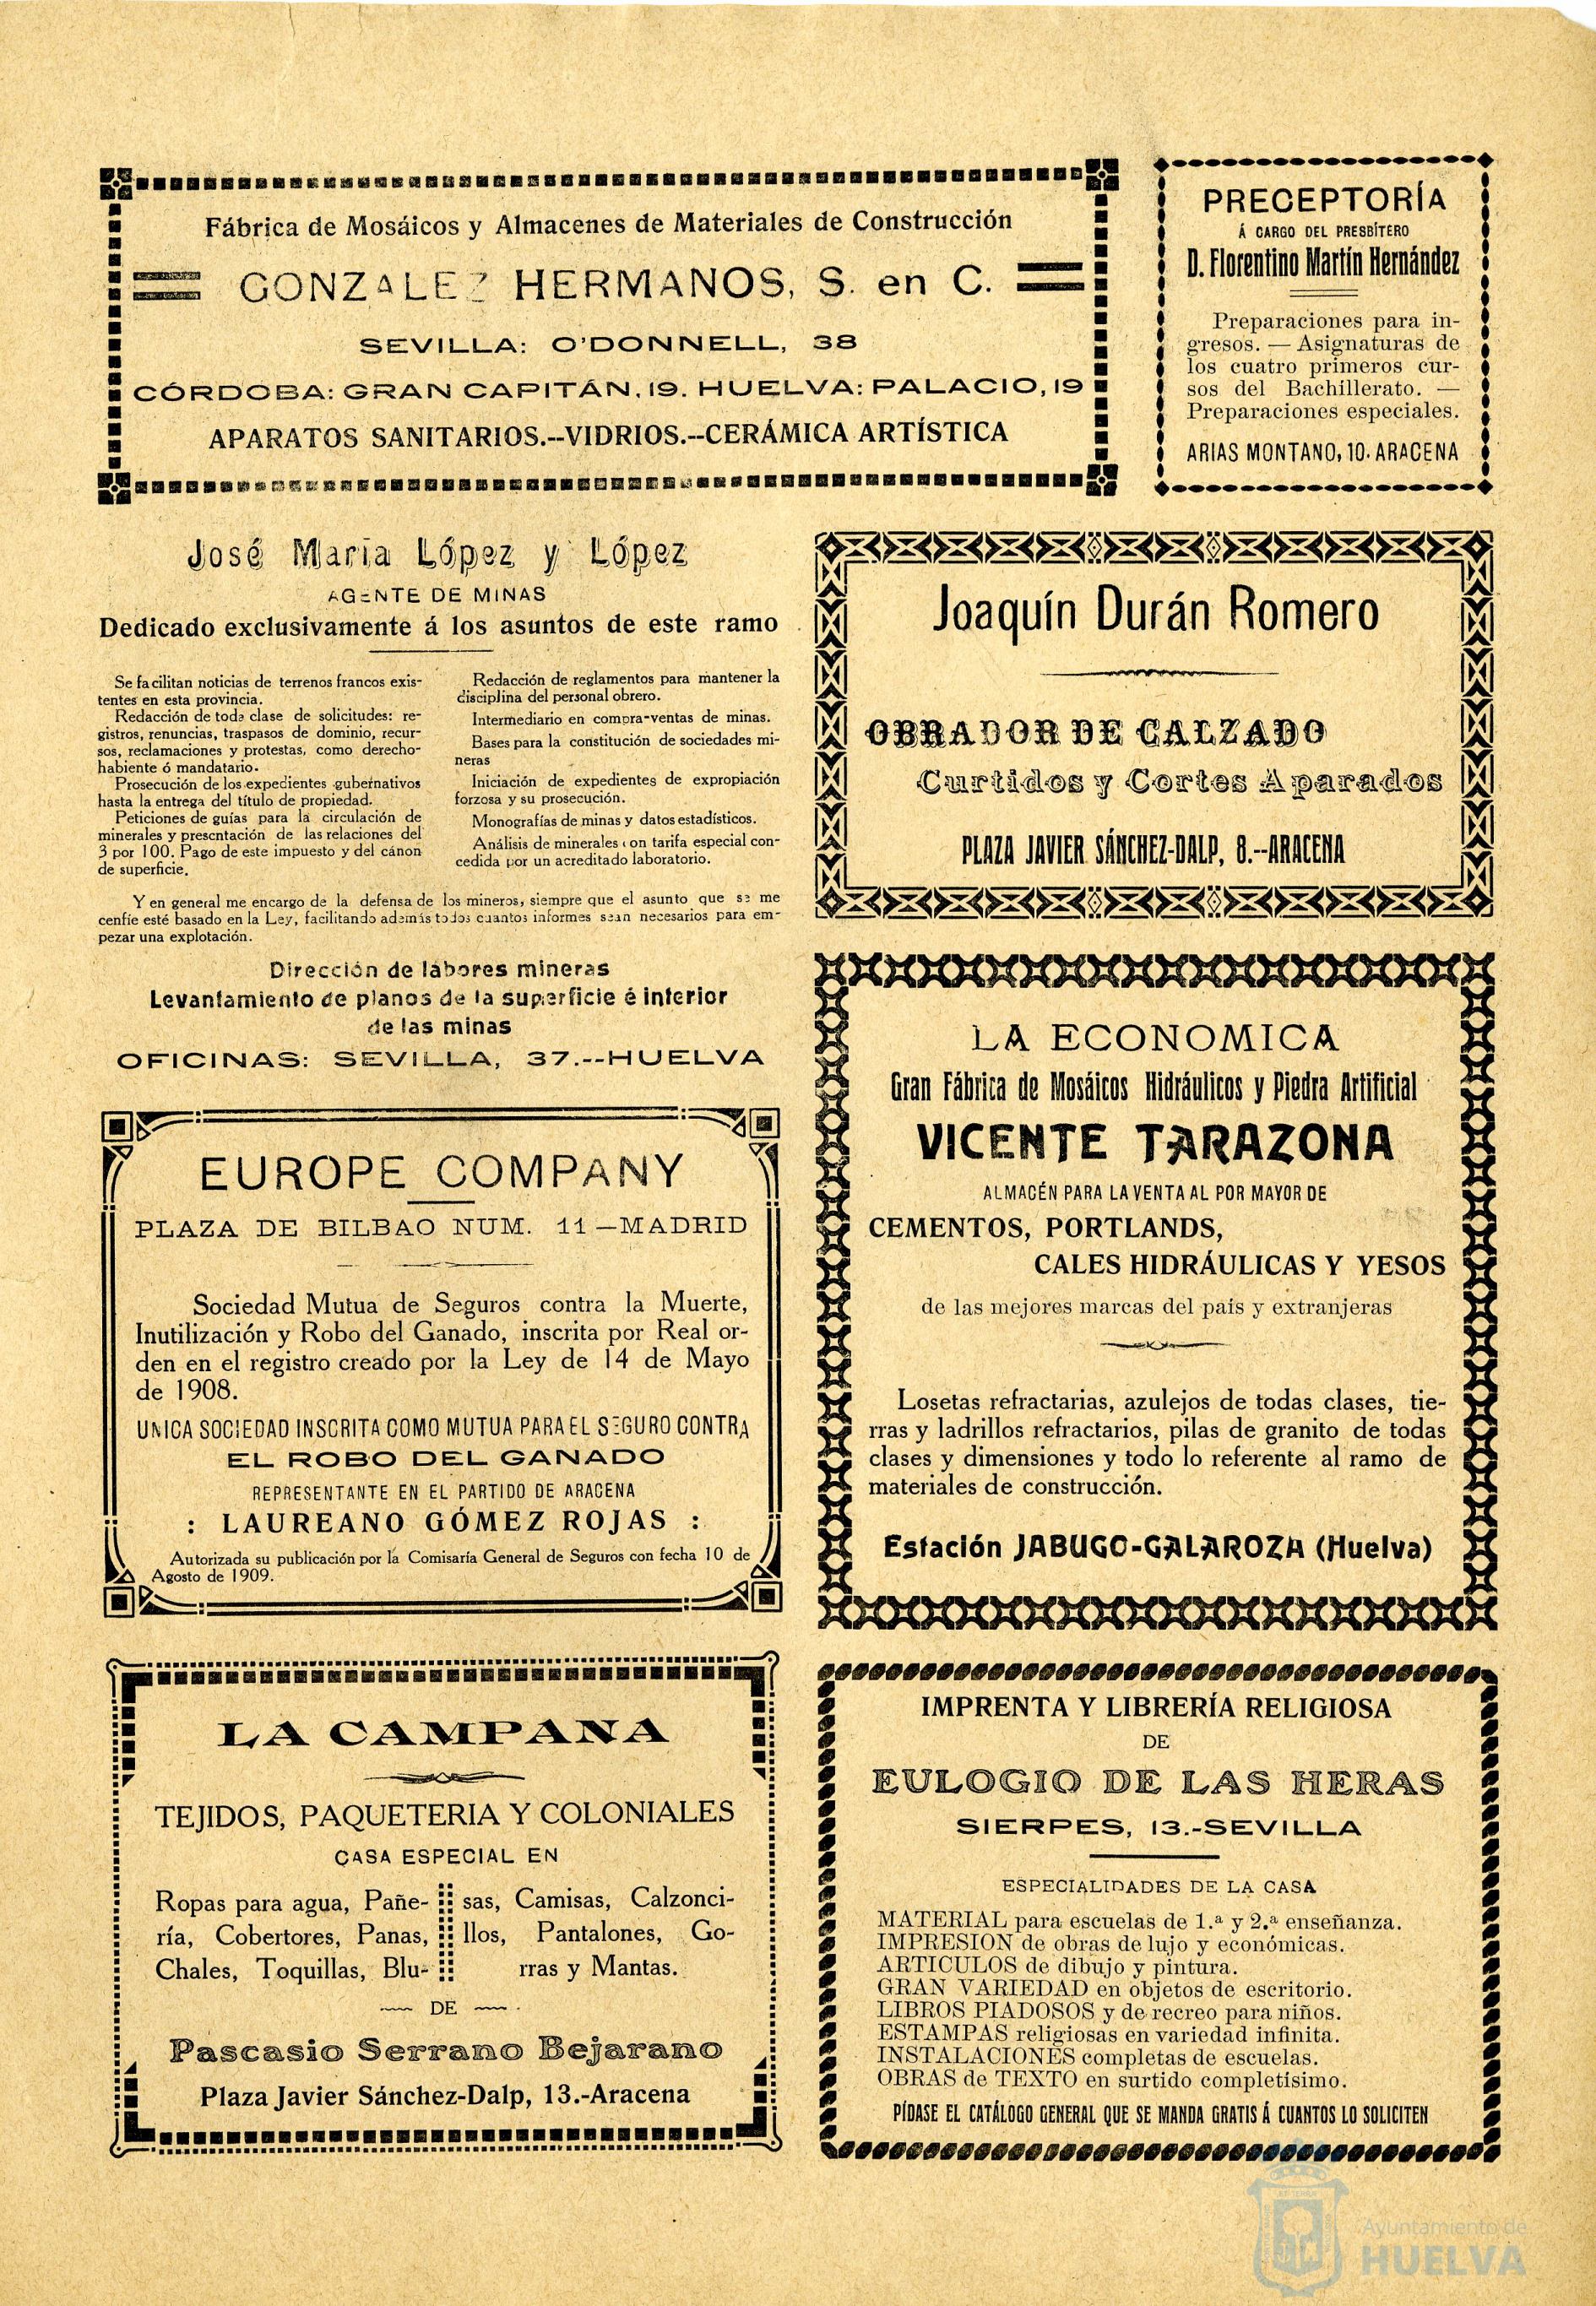 Fábrica de Mosáicos y Almacenes de Materiales de Construcción
GONZALEZ HERMANOS, S. en C.
SEVILLA: O'DONNELL, 38
CÓRDOBA: GRAN CAPITÁN, 19. HUELVA: PALACIO, 19
APARATOS SANITARIOS.--VIDRIOS.--CERÁMICA ARTÍSTICA
PRECEPTORÍA
Á CARGO DEL PRESBÍTERO
D. Florentino Martín Hernández
Preparaciones para in-
gresos. — Asignaturas de
los cuatro primeros cur-
sos del Bachillerato. —
Preparaciones especiales.
ARIAS MONTANO, 10. ARACENA
José María López y López
AGENTE DE MINAS
Dedicado exclusivamente á los asuntos de este ramo
Se facilitan noticias de terrenos francos exis-
tentes en esta provincia.
Redacción de toda clase de solicitudes: re-
gistros, renuncias, traspasos de dominio, recur-
sos, reclamaciones y protestas, como derecho-
habiente ó mandatario.
Prosecución de los expedientes gubernativos
hasta la entrega del título de propiedad.
Peticiones de guías para la circulación de
minerales y presentación de las relaciones del
3 por 100. Pago de este impuesto y del cánon
de superficie.
Redacción de reglamentos para mantener la
disciplina del personal obrero.
Intermediario en compra-ventas de minas.
Bases para la constitución de sociedades mi-
neras
Iniciación de expedientes de expropiación
forzosa y su prosecución.
Monografías de minas y datos estadísticos.
Análisis de minerales con tarifa especial con-
cedida por un acreditado laboratorio.
Y en general me encargo de la defensa de los mineros, siempre que el asunto que se me
cenfíe esté basado en la Ley, facilitando además todos cuantos informes sean necesarios para em-
pezar una explotación.
Dirección de labores mineras
Levantamiento de planos de la superficie é interior
de las minas
OFICINAS: SEVILLA, 37.--HUELVA
Joaquín Durán Romero
OBRADOR DE CALZADO
Curtidos y Cortes Aparados
PLAZA JAVIER SÁNCHEZ-DALP, 8.--ARACENA
LA ECONOMICA
Gran Fábrica de Mosáicos Hidráulicos y Piedra Artificial
VICENTE TARAZONA
ALMACÉN PARA LA VENTA AL POR MAYOR DE
CEMENTOS, PORTLANDS,
CALES HIDRÁULICAS Y YESOS
de las mejores marcas del país y extranjeras
Losetas refractarias, azulejos de todas clases, tie-
rras y ladrillos refractarios, pilas de granito de todas
clases y dimensiones y todo lo referente al ramo de
materiales de construcción.
Estación JABUGO-GALAROZA (Huelva)
EUROPE COMPANY
PLAZA DE BILBAO NUM. 11—MADRID
Sociedad Mutua de Seguros contra la Muerte,
Inutilización y Robo del Ganado, inscrita por Real or-
den en el registro creado por la Ley de 14 de Mayo
de 1908.
UNICA SOCIEDAD INSCRITA COMO MUTUA PARA EL SEGURO CONTRA
EL ROBO DEL GANADO
REPRESENTANTE EN EL PARTIDO DE ARACENA
: LAUREANO GÓMEZ ROJAS :
Autorizada su publicación por la Comisaría General de Seguros con fecha 10 de
Agosto de 1909.
LA CAMPANA
TEJIDOS, PAQUETERIA Y COLONIALES
CASA ESPECIAL EN
Ropas para agua, Pañe-
ría, Cobertores, Panas,
Chales, Toquillas, Blu-
sas, Camisas, Calzonci-
llos, Pantalones, Go-
rras y Mantas.
DE
Pascasio Serrano Bejarano
Plaza Javier Sánchez-Dalp, 13.-Aracena
IMPRENTA Y LIBRERÍA RELIGIOSA
DE
EULOGIO DE LAS HERAS
SIERPES, 13.-SEVILLA
ESPECIALIDADES DE LA CASA
MATERIAL para escuelas de 1.ª y 2.ª enseñanza.
IMPRESION de obras de lujo y económicas.
ARTICULOS de dibujo y pintura.
GRAN VARIEDAD en objetos de escritorio.
LIBROS PIADOSOS y de recreo para niños.
ESTAMPAS religiosas en variedad infinita.
INSTALACIONES completas de escuelas.
OBRAS de TEXTO en surtido completísimo.
PÍDASE EL CATÁLOGO GENERAL QUE SE MANDA GRATIS Á CUANTOS LO SOLICITEN
Ayuntamiento de
HUELVA